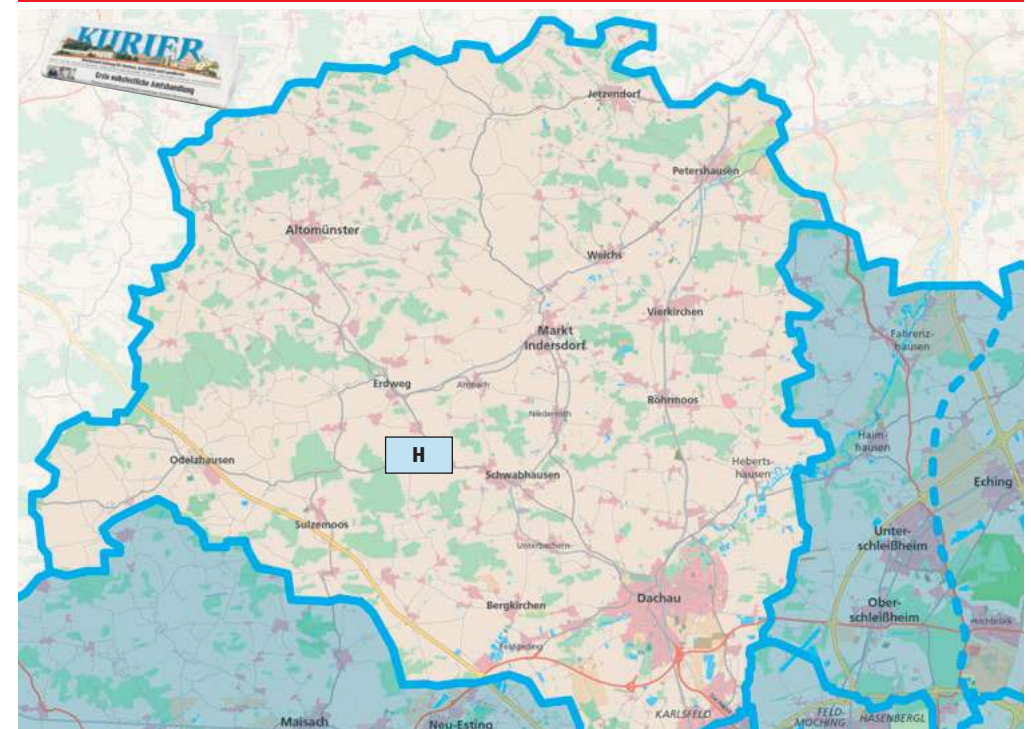 KURIER
Erste volksfestliche Amtshandlung
Jetzendorf
Petershausen
Altomünster
Weichs
Vierkirchen
Markt
Indersdorf
Fahrenz-
hausen
Erdweg
Arnbach
Röhrmoos
Niederroth
Haim-
hausen
H
Odelzhausen
Schwabhausen
Heberts-
hausen
Eching
Sulzemoos
Unter-
schleißheim
Unterbachern
Bergkirchen
Dachau
Ober-
schleißheim
Hochbrück
Feldgeding
KARLSFELD
FELD-
MOCHING
HASENBERGL
Maisach
Neu-Esting